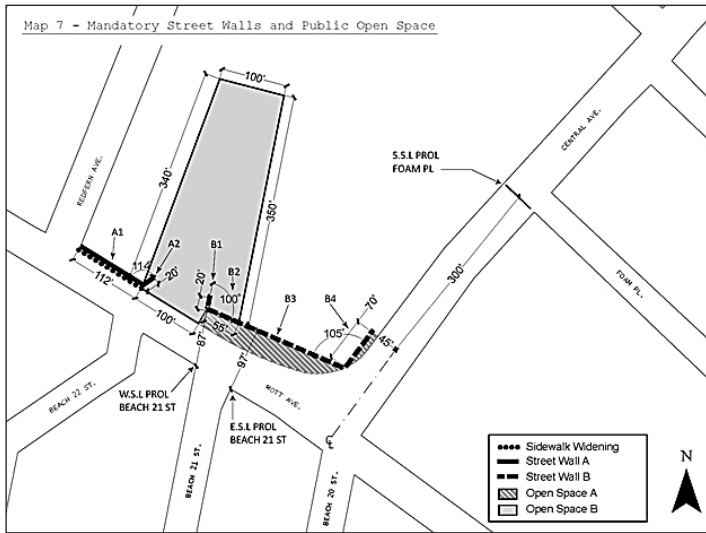 Map 7 - Mandatory Street Walls and Public Open Space
100'
CENTRAL AVE.
S.S.L PROL
FOAM PL
REDFERN AVE.
340'
350'
A1
A2
114°
20'
B1
B2
20'
100°
B3
B4
70'
300'
FOAM PL.
112'
100'
55'
105°
45'
87'
97'
MOTT AVE.
W.S.L PROL
BEACH 21 ST
E.S.L PROL
BEACH 21 ST
BEACH 22 ST.
BEACH 21 ST.
BEACH 20 ST.
Sidewalk Widening
Street Wall A
Street Wall B
Open Space A
Open Space B
N